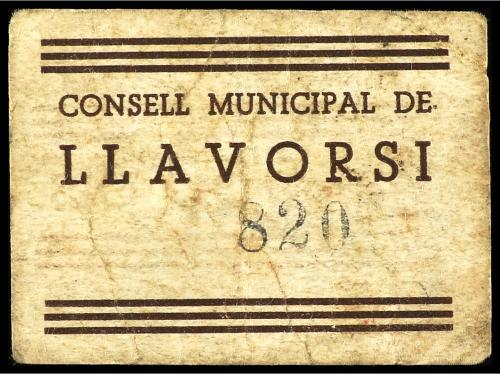 CONSELL MUNICIPAL DE
LLAVORSI
820